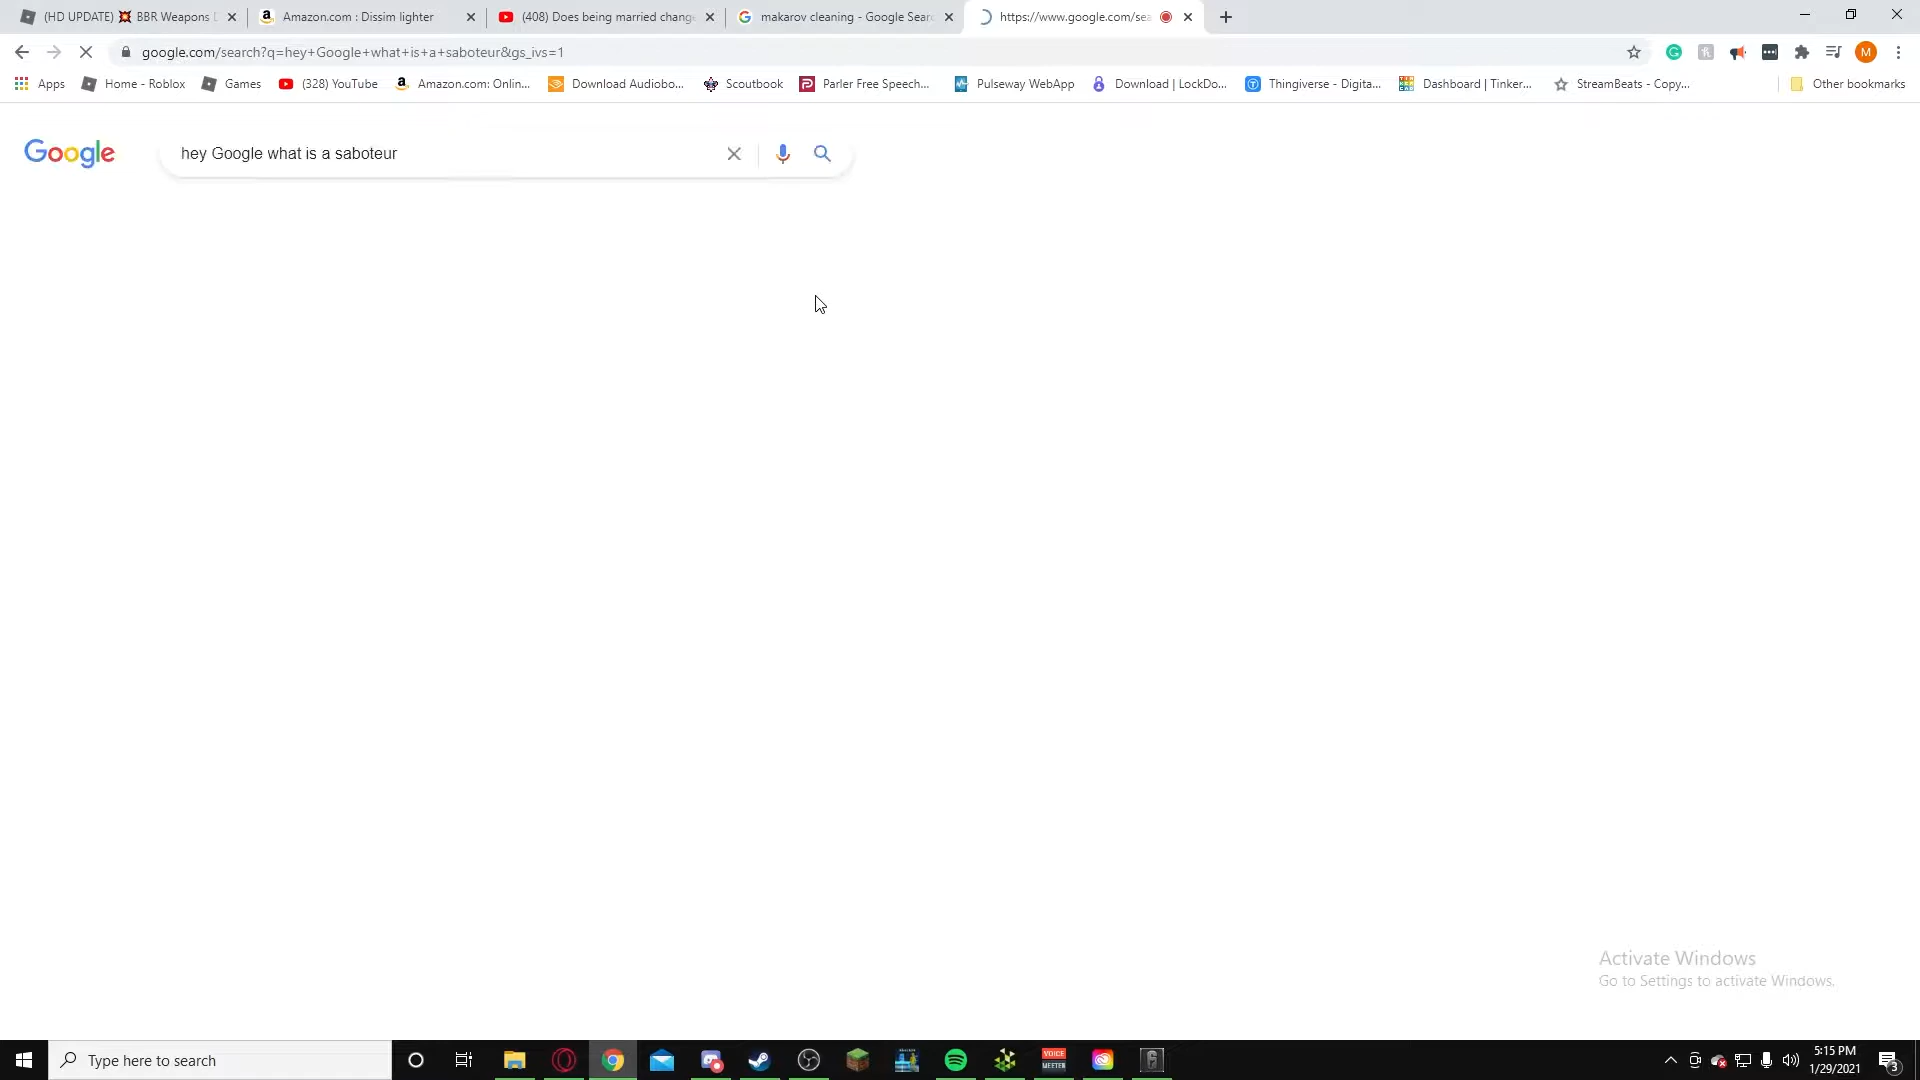 (HD UPDATE) 💥 BBR Weapons
Amazon.com : Dissim lighter
(408) Does being married chang
makarov cleaning - Google Sear
https://www.google.com/sea
google.com/search?q=hey+Google+what+is+a+saboteur&gs_ivs=1
M
Apps
Home - Roblox
Games
(328) YouTube
Amazon.com: Onlin...
Download Audiobo...
Scoutbook
Parler Free Speech...
Pulseway WebApp
Download | LockDo...
Thingiverse - Digita...
Dashboard | Tinker...
StreamBeats - Copy...
Other bookmarks
Google
hey Google what is a saboteur
Activate Windows
Go to Settings to activate Windows.
Type here to search
VOICE
MEETER
5:15 PM
1/29/2021
3